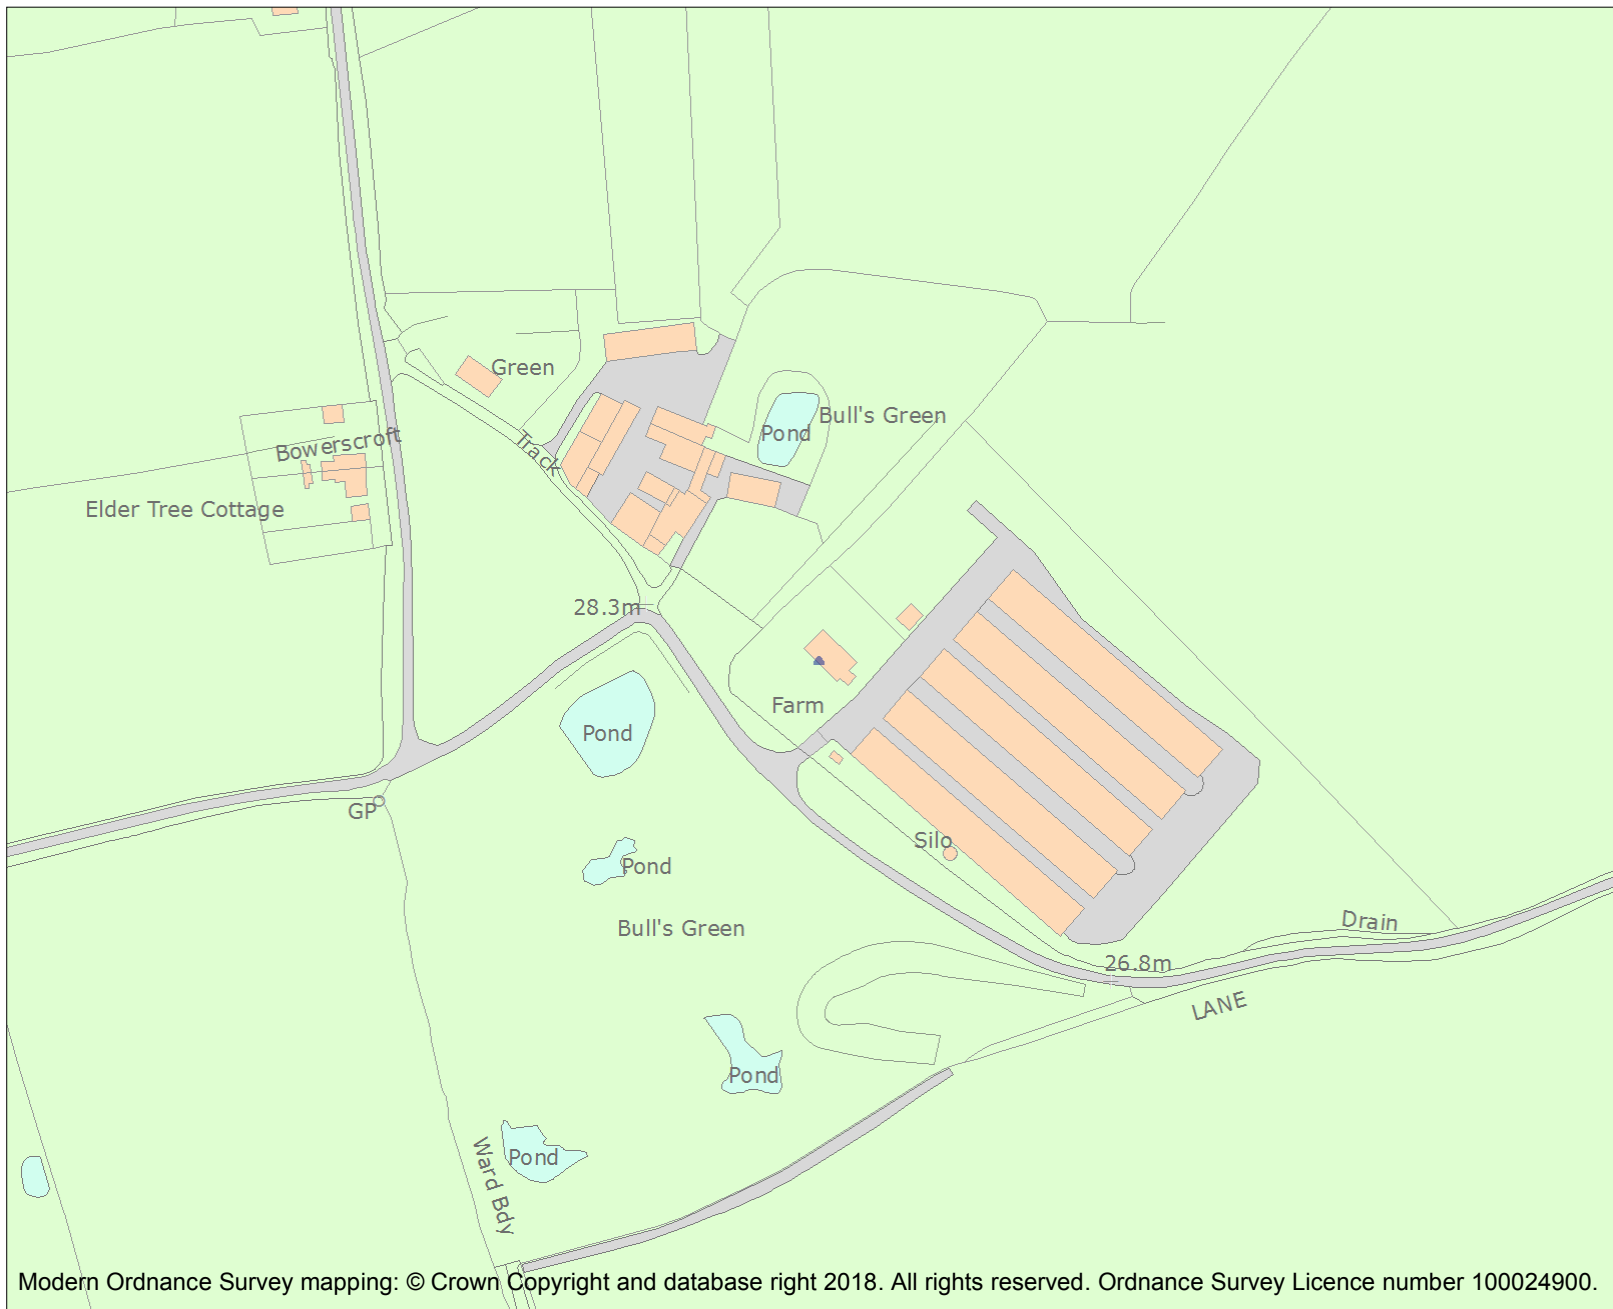 Green
Bull's Green
Pond
Bowerscroft
Track
Elder Tree Cottage
28.3m
Farm
Pond
GP
Silo
Pond
Drain
Bull's Green
26.8m
LANE
Pond
Pond
Ward Bdy
Modern Ordnance Survey mapping: © Crown Copyright and database right 2018. All rights reserved. Ordnance Survey Licence number 100024900.